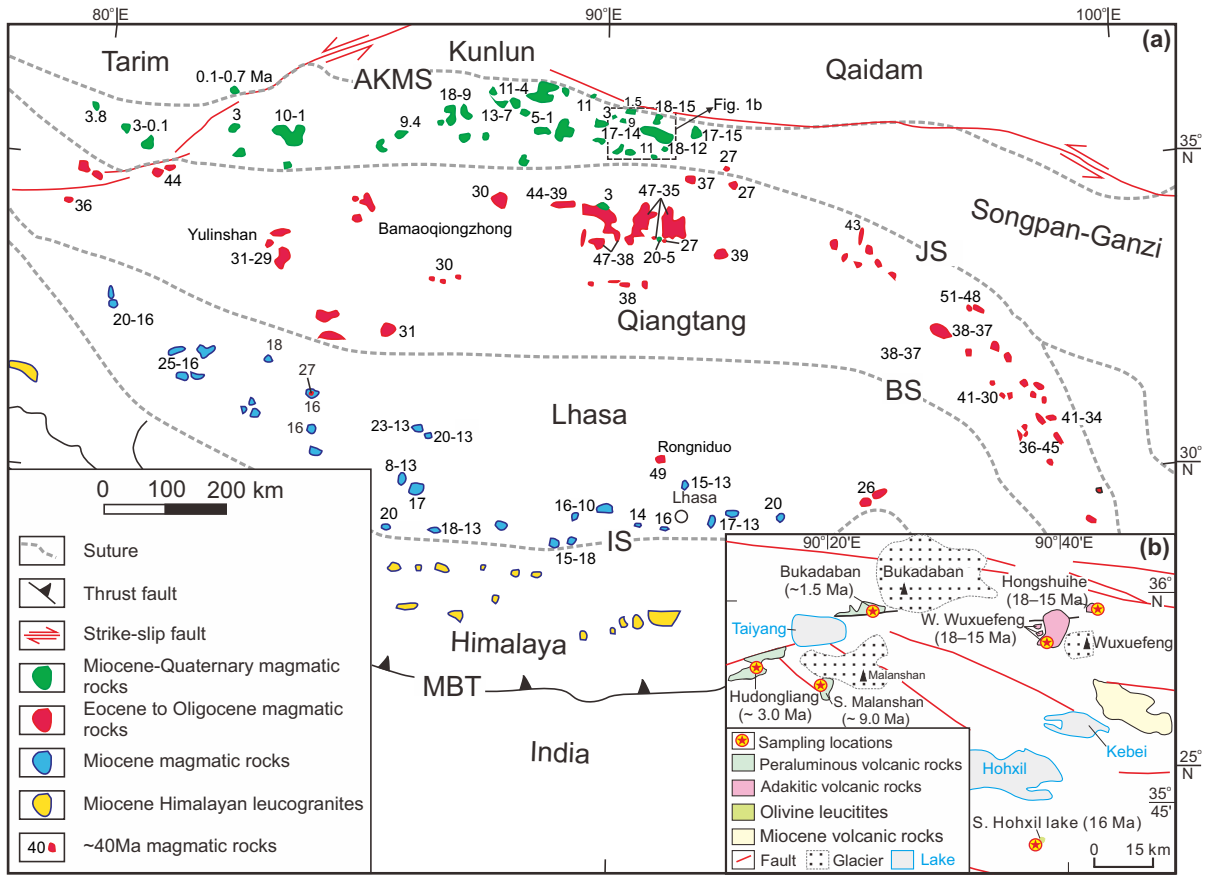 80°E
90°E
100°E
(a)
Tarim
Kunlun
Qaidam
AKMS
0.1-0.7 Ma
3.8
3-0.1
3
10-1
9.4
18-9
11-4
13-7
5-1
11
3
1.5
9
18-15
Fig. 1b
17-14
11
18-12
17-15
35°
N
27
44
36
30
44-39
3
47-35
37
27
Songpan-Ganzi
Yulinshan
31-29
Bamaoqiongzhong
30
47-38
20-5
27
39
43
JS
38
Qiangtang
31
51-48
38-37
38-37
20-16
25-16
18
27
16
16
BS
41-30
41-34
36-45
Lhasa
23-13
20-13
Rongniduo
49
30°
N
8-13
17
15-13
Lhasa
16-10
14
16
17-13
20
26
20
18-13
15-18
IS
Himalaya
MBT
India
25°
N
0 100 200 km
Suture
Thrust fault
Strike-slip fault
Miocene-Quaternary magmatic
rocks
Eocene to Oligocene magmatic
rocks
Miocene magmatic rocks
Miocene Himalayan leucogranites
40
~40Ma magmatic rocks
90°20'E
90°40'E
(b)
Bukadaban
(~1.5 Ma)
Bukadaban
Hongshuihe
(18–15 Ma)
36°
N
Taiyang
W. Wuxuefeng
(18–15 Ma)
Wuxuefeng
Malanshan
Hudongliang
(~ 3.0 Ma)
S. Malanshan
(~ 9.0 Ma)
Kebei
Hohxil
35°
45'
S. Hohxil lake (16 Ma)
0 15 km
Sampling locations
Peraluminous volcanic rocks
Adakitic volcanic rocks
Olivine leucitites
Miocene volcanic rocks
Fault
Glacier
Lake